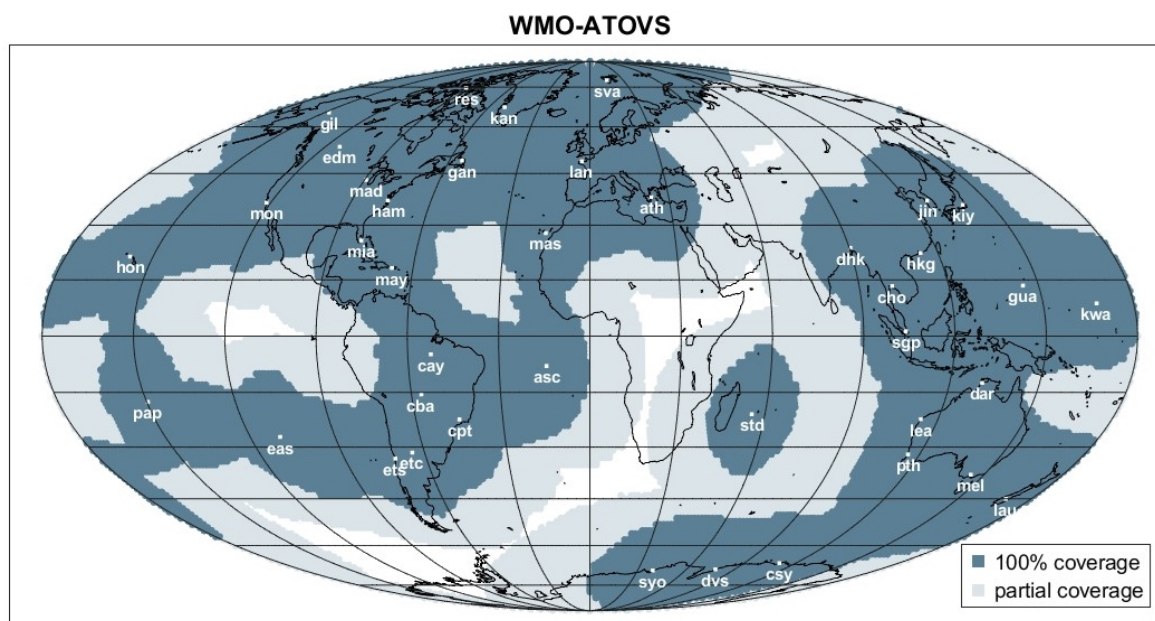 WMO-ATOVS
sva
res
kan
gil
edm
lan
gan
mad
ham
ath
jin
kiy
mon
mas
mia
dhk
hkg
hon
may
cho
gua
kwa
sgp
cay
asc
dar
cba
pap
std
cpt
lea
eas
etc
ets
pth
mel
lau
100% coverage
partial coverage
syo
dvs
csy